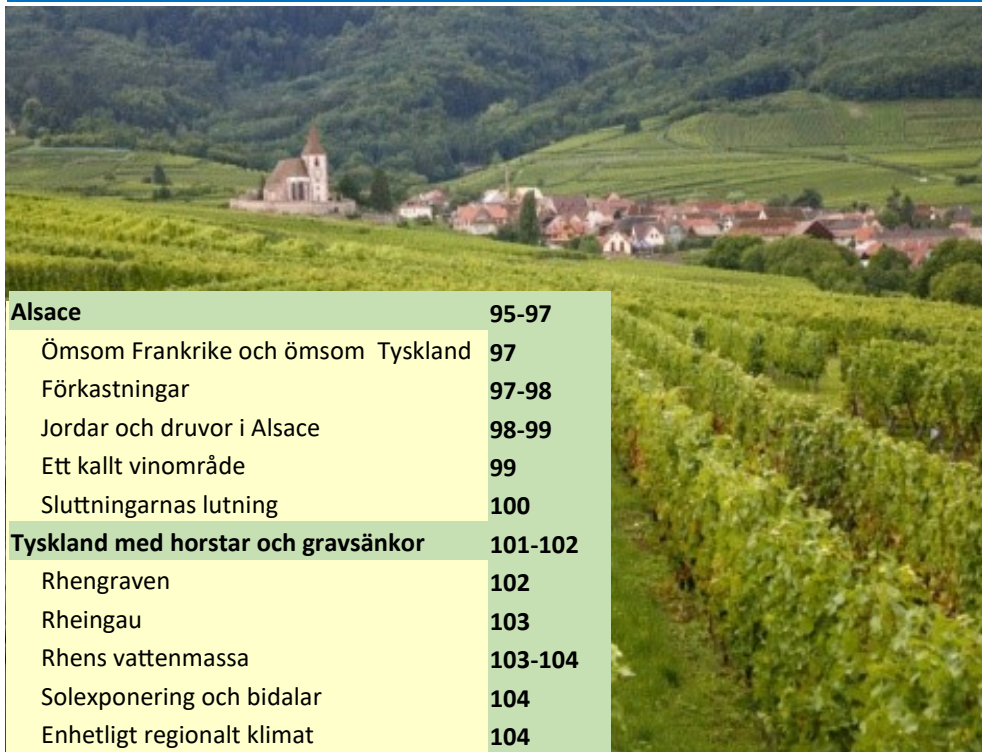 Alsace 95-97
Ömsom Frankrike och ömsom Tyskland 97
Förkastningar 97-98
Jordar och druvor i Alsace 98-99
Ett kallt vinområde 99
Sluttningarnas lutning 100
Tyskland med horstar och gravsänkor 101-102
Rhengraven 102
Rheingau 103
Rhens vattenmassa 103-104
Solexponering och bidalar 104
Enhetligt regionalt klimat 104